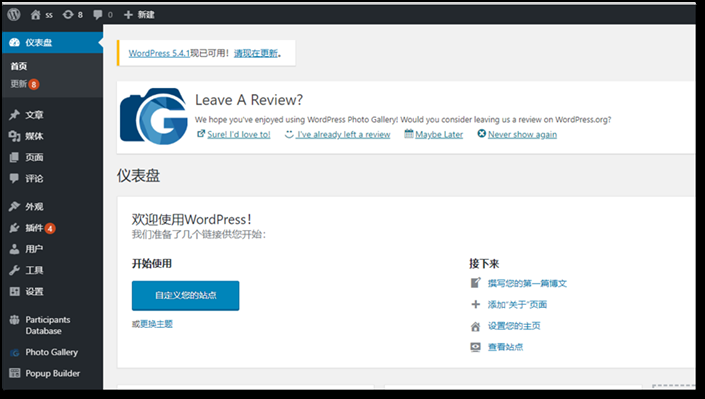 ss 8 0 新建
仪表盘
首页
更新 8
文章
媒体
页面
评论
外观
插件 4
用户
工具
设置
Participants
Database
Photo Gallery
Popup Builder
WordPress 5.4.1现已可用！请现在更新。
Leave A Review?
We hope you've enjoyed using WordPress Photo Gallery! Would you consider leaving us a review on WordPress.org?
Sure! I'd love to! I've already left a review Maybe Later Never show again
仪表盘
欢迎使用WordPress！
我们准备了几个链接供您开始：
开始使用
自定义您的站点
或更换主题
接下来
撰写您的第一篇博文
添加“关于”页面
设置您的主页
查看站点